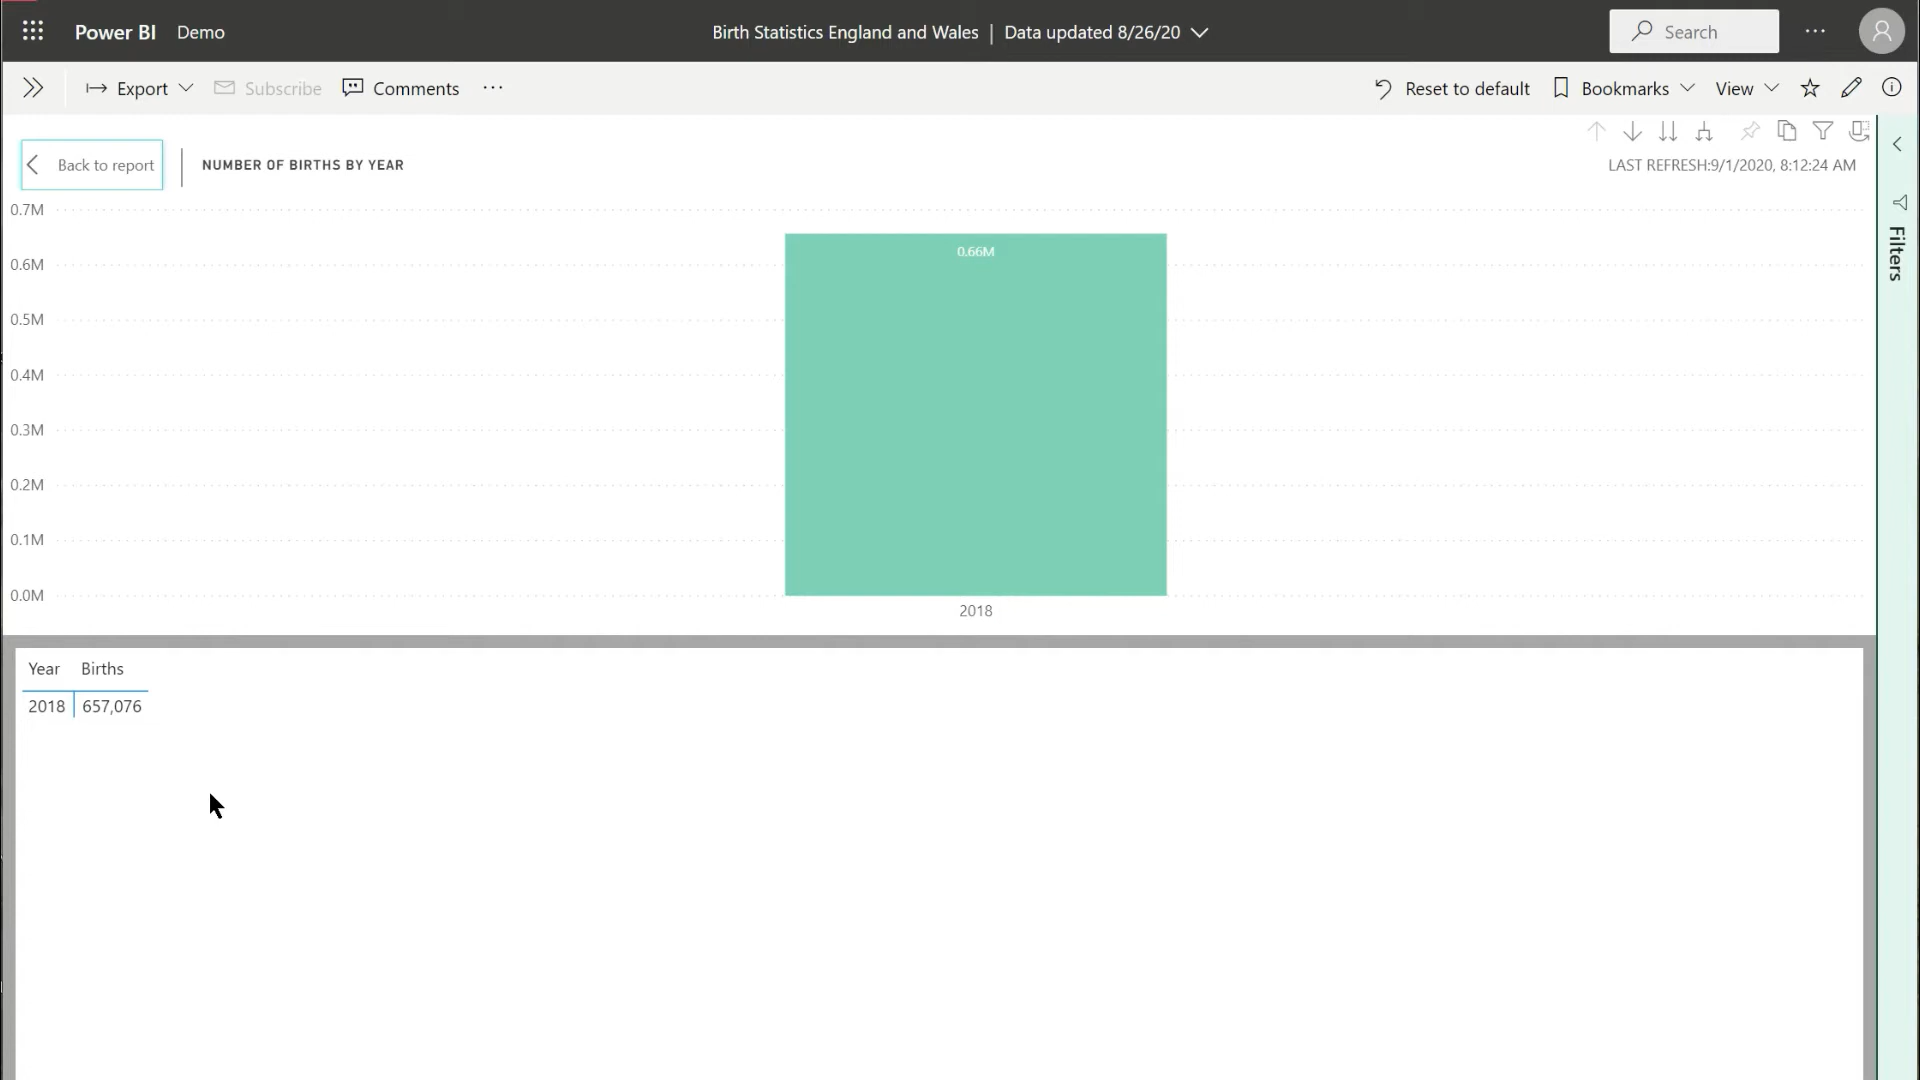 Power BI Demo
Birth Statistics England and Wales | Data updated 8/26/20
Search
Export
Subscribe
Comments
Reset to default
Bookmarks
View
Back to report
NUMBER OF BIRTHS BY YEAR
LAST REFRESH:9/1/2020, 8:12:24 AM
Filters
0.7M
0.6M
0.5M
0.4M
0.3M
0.2M
0.1M
0.0M
0.66M
2018
Year Births
2018 657,076